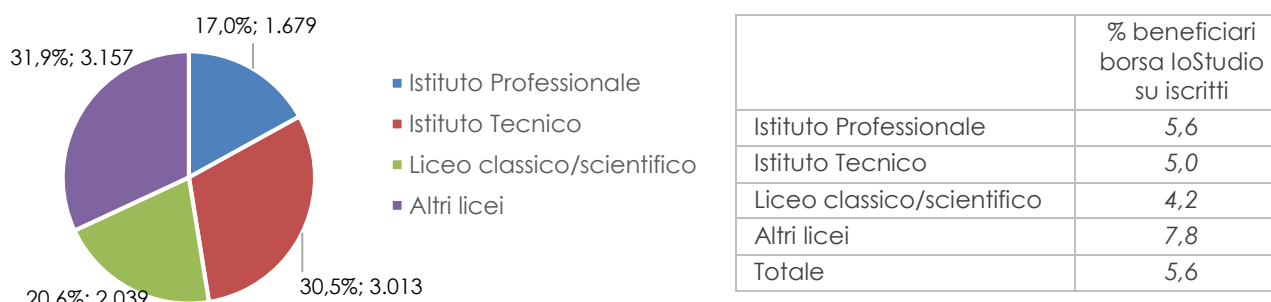 17,0%; 1.679
31,9%; 3.157
Istituto Professionale
Istituto Tecnico
Liceo classico/scientifico
Altri licei
30,5%; 3.013
20,6%; 2.039
% beneficiari
borsa IoStudio
su iscritti
Istituto Professionale 5,6
Istituto Tecnico 5,0
Liceo classico/scientifico 4,2
Altri licei 7,8
Totale 5,6